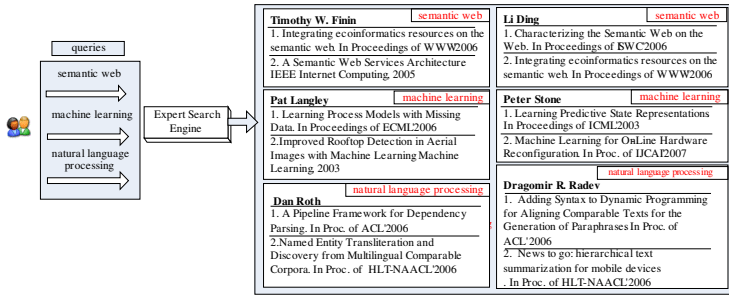 queries
semantic web
machine learning
natural language
processing
Expert Search
Engine
Timothy W. Finin
semantic web
1. Integrating ecoinformatics resources on the
semantic web. In Proceedings of WWW2006
2. A Semantic Web Services Architecture
IEEE Internet Computing, 2005
Li Ding
semantic web
1. Characterizing the Semantic Web on the
Web. In Proceedings of ISWC'2006
2. Integrating ecoinformatics resources on the
semantic web. In Proceedings of WWW2006
Pat Langley
machine learning
1. Learning Process Models with Missing
Data. In Proceedings of ECML'2006
2.Improved Rooftop Detection in Aerial
Images with Machine Learning Machine
Learning, 2003
Peter Stone
machine learning
1. Learning Predictive State Representations
In Proceedings of ICML'2003
2. Machine Learning for OnLine Hardware
Reconfiguration. In Proc. of IJCAI'2007
natural language processing
Dan Roth
1. A Pipeline Framework for Dependency
Parsing. In Proc. of ACL'2006
2.Named Entity Transliteration and
Discovery from Multilingual Comparable
Corpora. In Proc. of HLT-NAACL'2006
natural language processing
Dragomir R. Radev
1. Adding Syntax to Dynamic Programming
for Aligning Comparable Texts for the
Generation of Paraphrases In Proc. of
ACL'2006
2. News to go: hierarchical text
summarization for mobile devices
. In Proc. of HLT-NAACL'2006